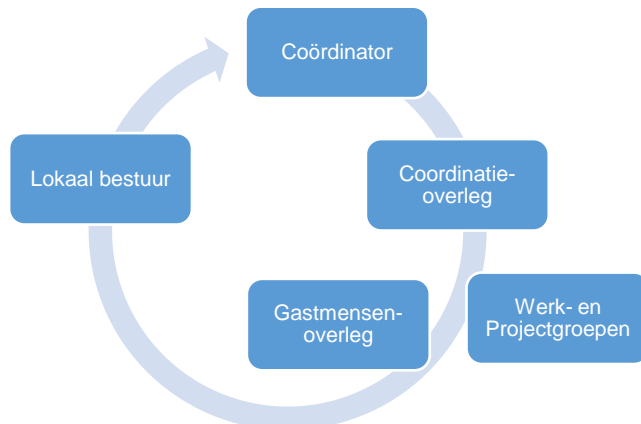 Coördinator
Lokaal bestuur
Coordinatie-
overleg
Gastmensen-
overleg
Werk- en
Projectgroepen